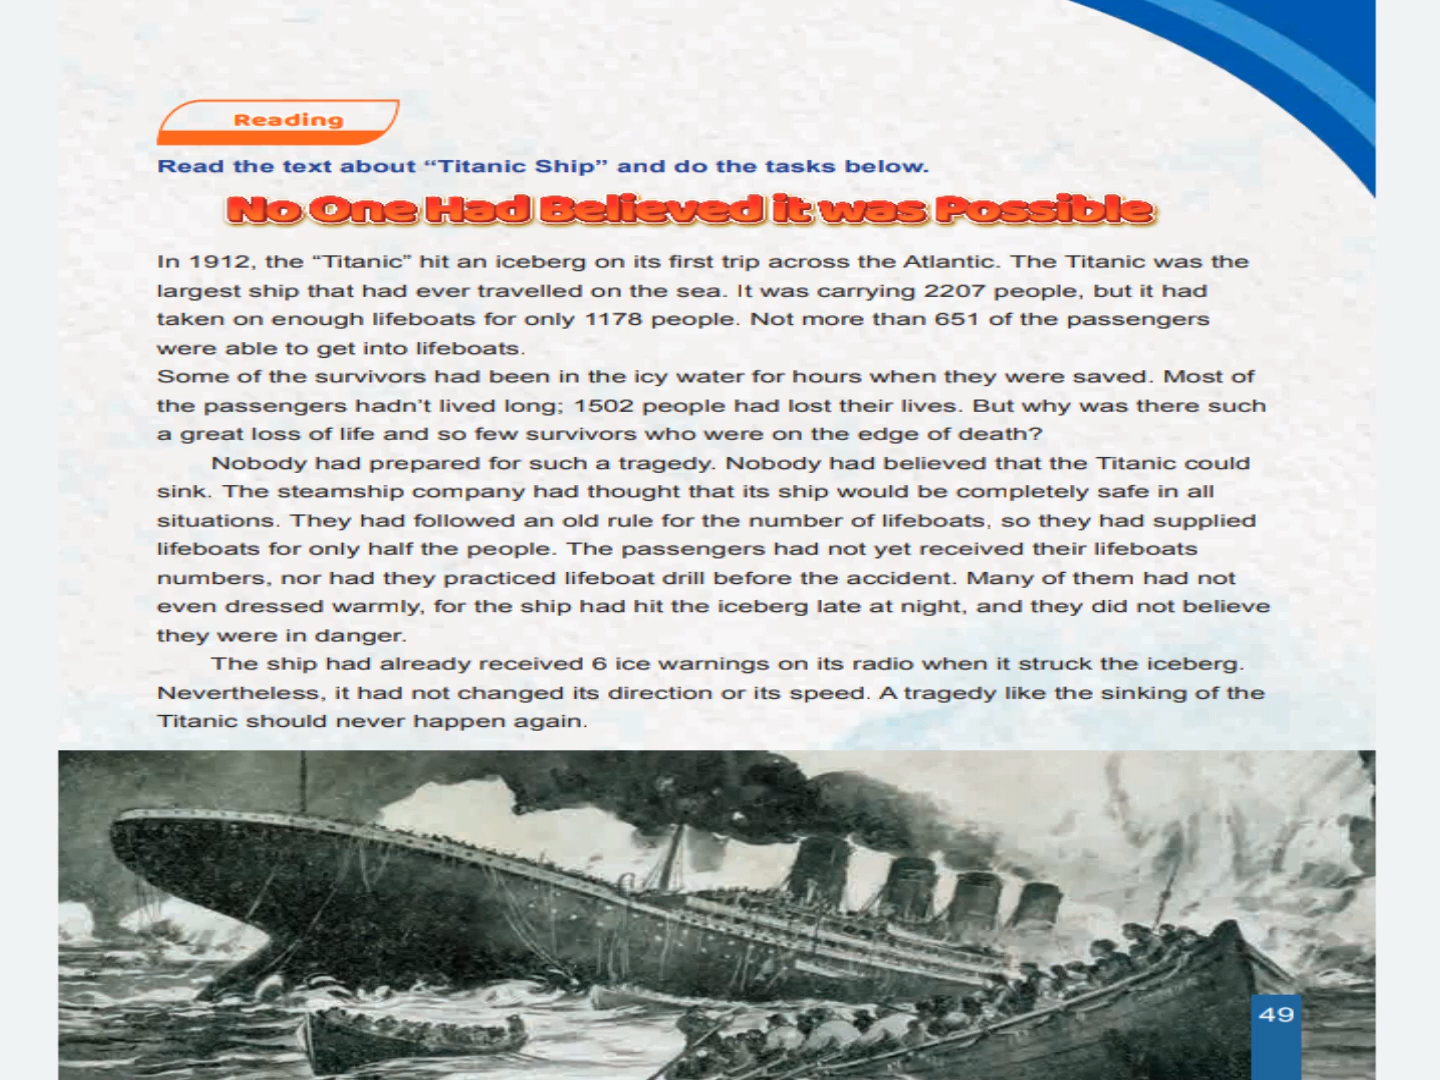 Reading
Read the text about “Titanic Ship” and do the tasks below.
No One Had Believed it was Possible
In 1912, the “Titanic” hit an iceberg on its first trip across the Atlantic. The Titanic was the
largest ship that had ever travelled on the sea. It was carrying 2207 people, but it had
taken on enough lifeboats for only 1178 people. Not more than 651 of the passengers
were able to get into lifeboats.
Some of the survivors had been in the icy water for hours when they were saved. Most of
the passengers hadn’t lived long; 1502 people had lost their lives. But why was there such
a great loss of life and so few survivors who were on the edge of death?
Nobody had prepared for such a tragedy. Nobody had believed that the Titanic could
sink. The steamship company had thought that its ship would be completely safe in all
situations. They had followed an old rule for the number of lifeboats, so they had supplied
lifeboats for only half the people. The passengers had not yet received their lifeboats
numbers, nor had they practiced lifeboat drill before the accident. Many of them had not
even dressed warmly, for the ship had hit the iceberg late at night, and they did not believe
they were in danger.
The ship had already received 6 ice warnings on its radio when it struck the iceberg.
Nevertheless, it had not changed its direction or its speed. A tragedy like the sinking of the
Titanic should never happen again.
49